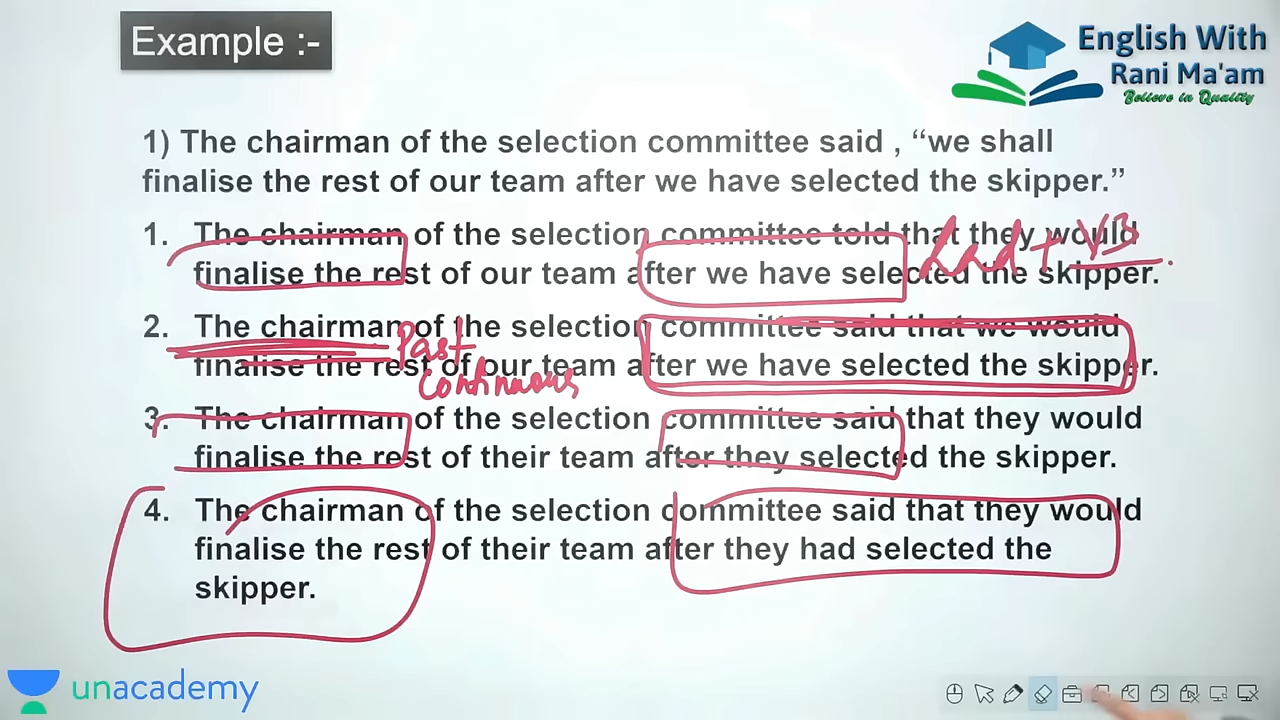 Example :-
English With
Rani Ma'am
Believe in Quality
1) The chairman of the selection committee said , “we shall
finalise the rest of our team after we have selected the skipper.”
1. The chairman of the selection committee told that they would
finalise the rest of our team after we have selected the skipper.
had + V3
2. The chairman of the selection committee said that we would
finalise the rest of our team after we have selected the skipper.
Past
continuous
3. The chairman of the selection committee said that they would
finalise the rest of their team after they selected the skipper.
4. The chairman of the selection committee said that they would
finalise the rest of their team after they had selected the
skipper.
unacademy